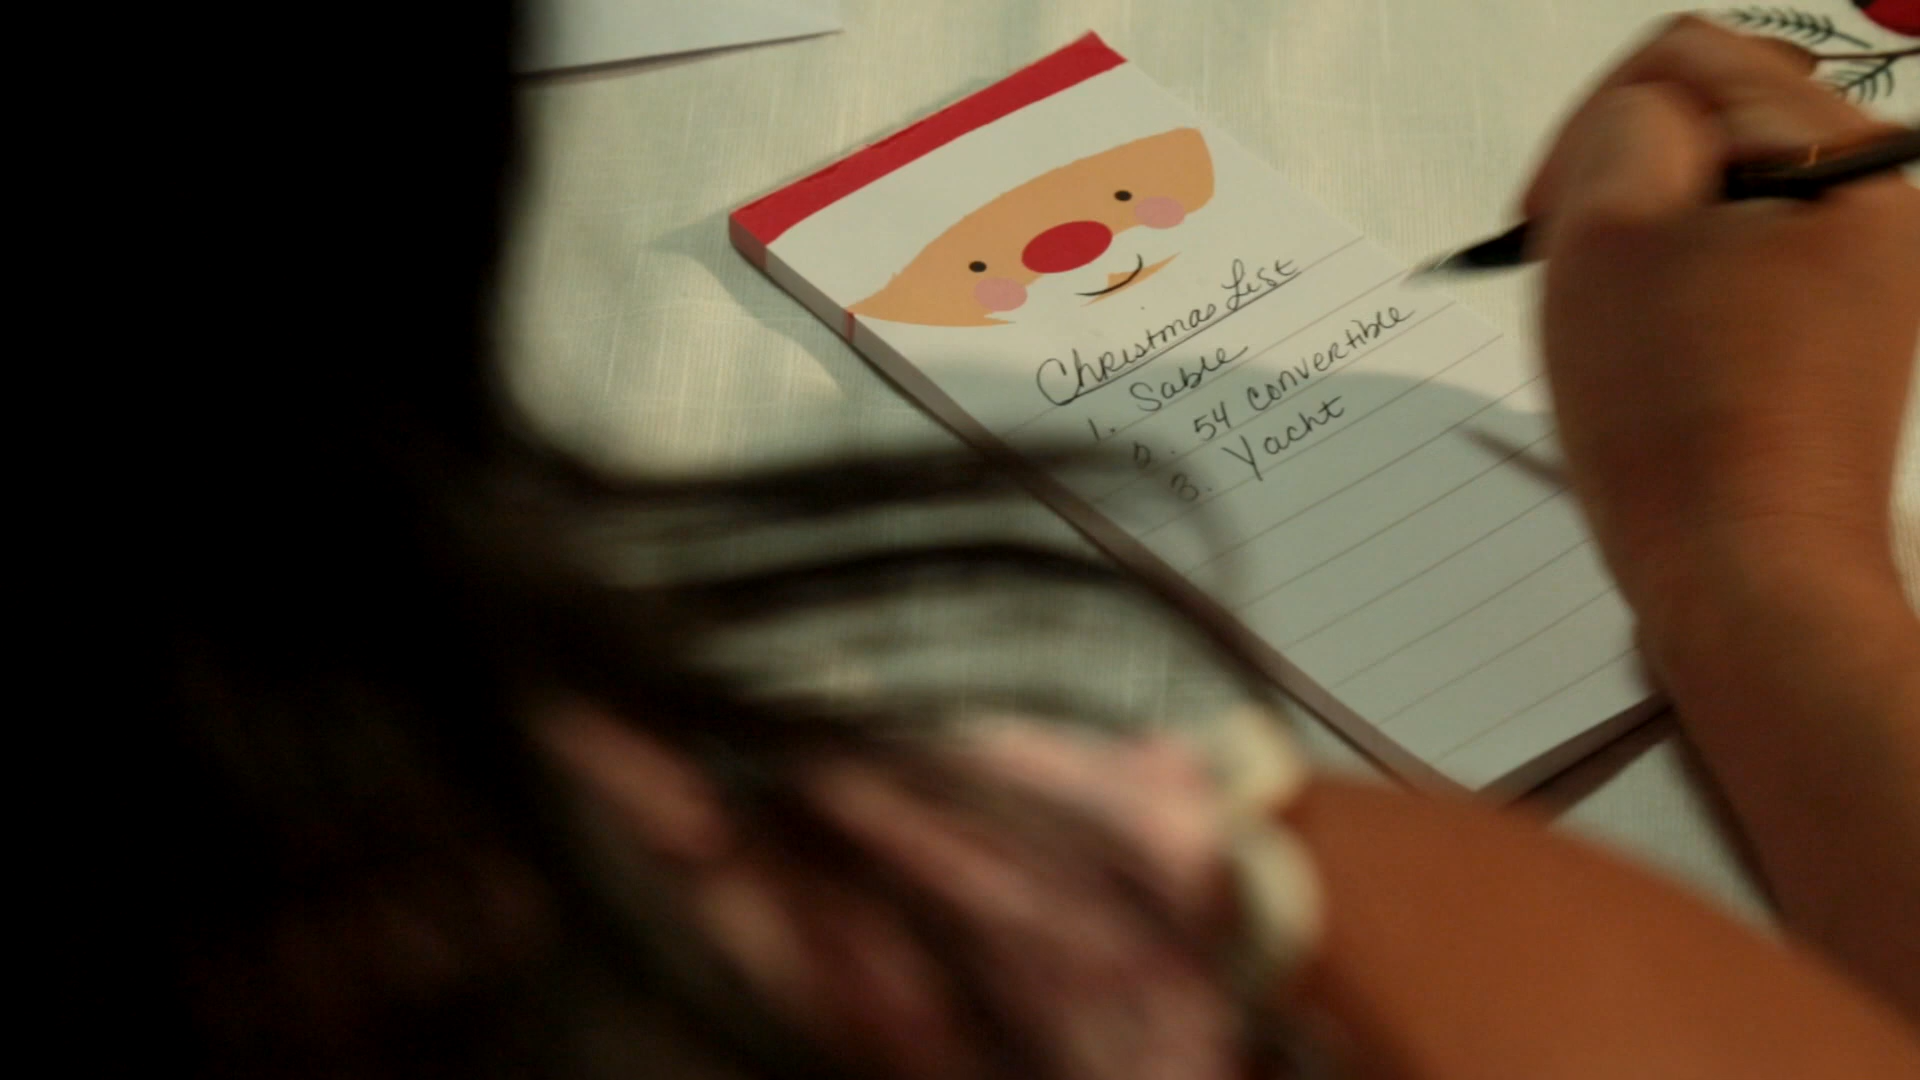 Christmas List
1. Sable
2. 54 convertible
3. Yacht